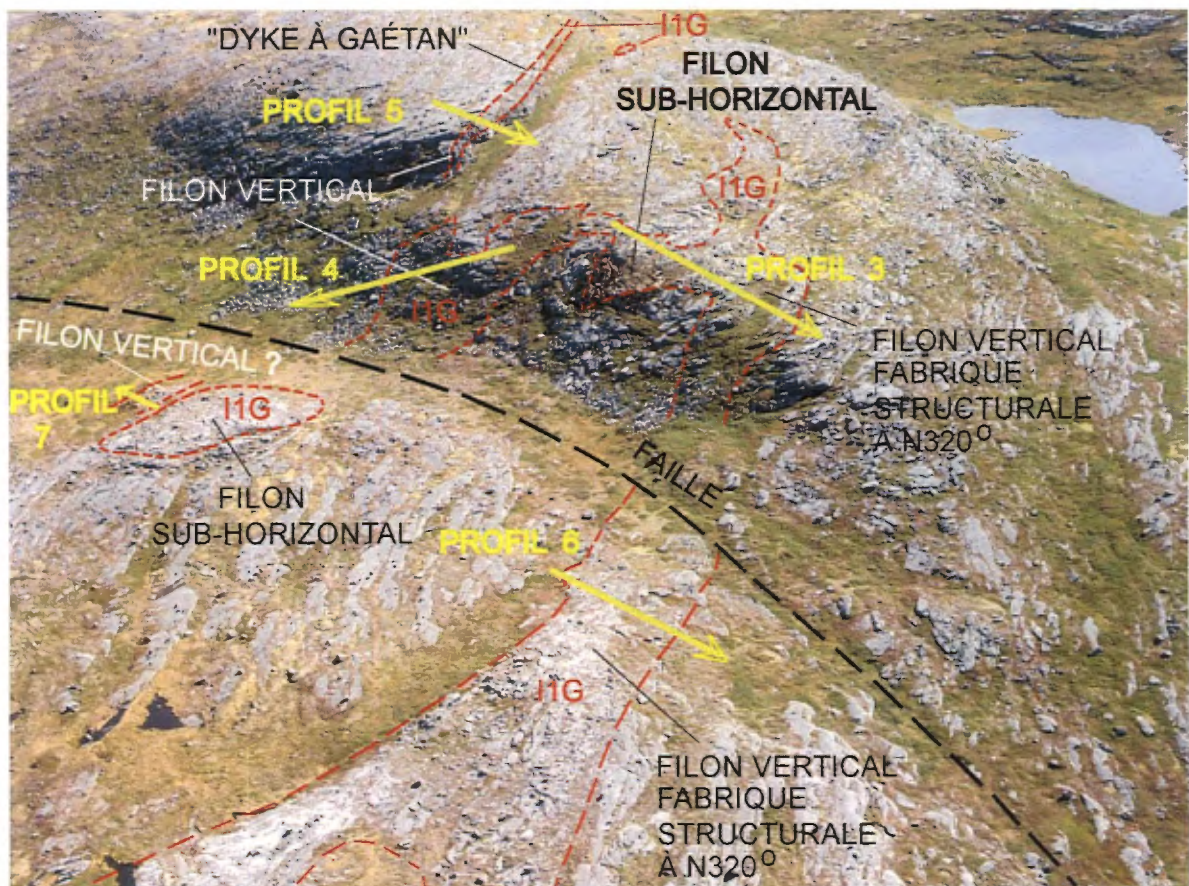 "DYKE À GAÉTAN"
I1G
FILON
SUB-HORIZONTAL
PROFIL 5
FILON VERTICAL
I1G
PROFIL 4
PROFIL 3
I1G
FILON VERTICAL
FABRIQUE
STRUCTURALE
À N320°
FILON VERTICAL ?
PROFIL
7
I1G
FILON
SUB-HORIZONTAL
FAILLE
PROFIL 6
I1G
FILON VERTICAL
FABRIQUE
STRUCTURALE
À N320°